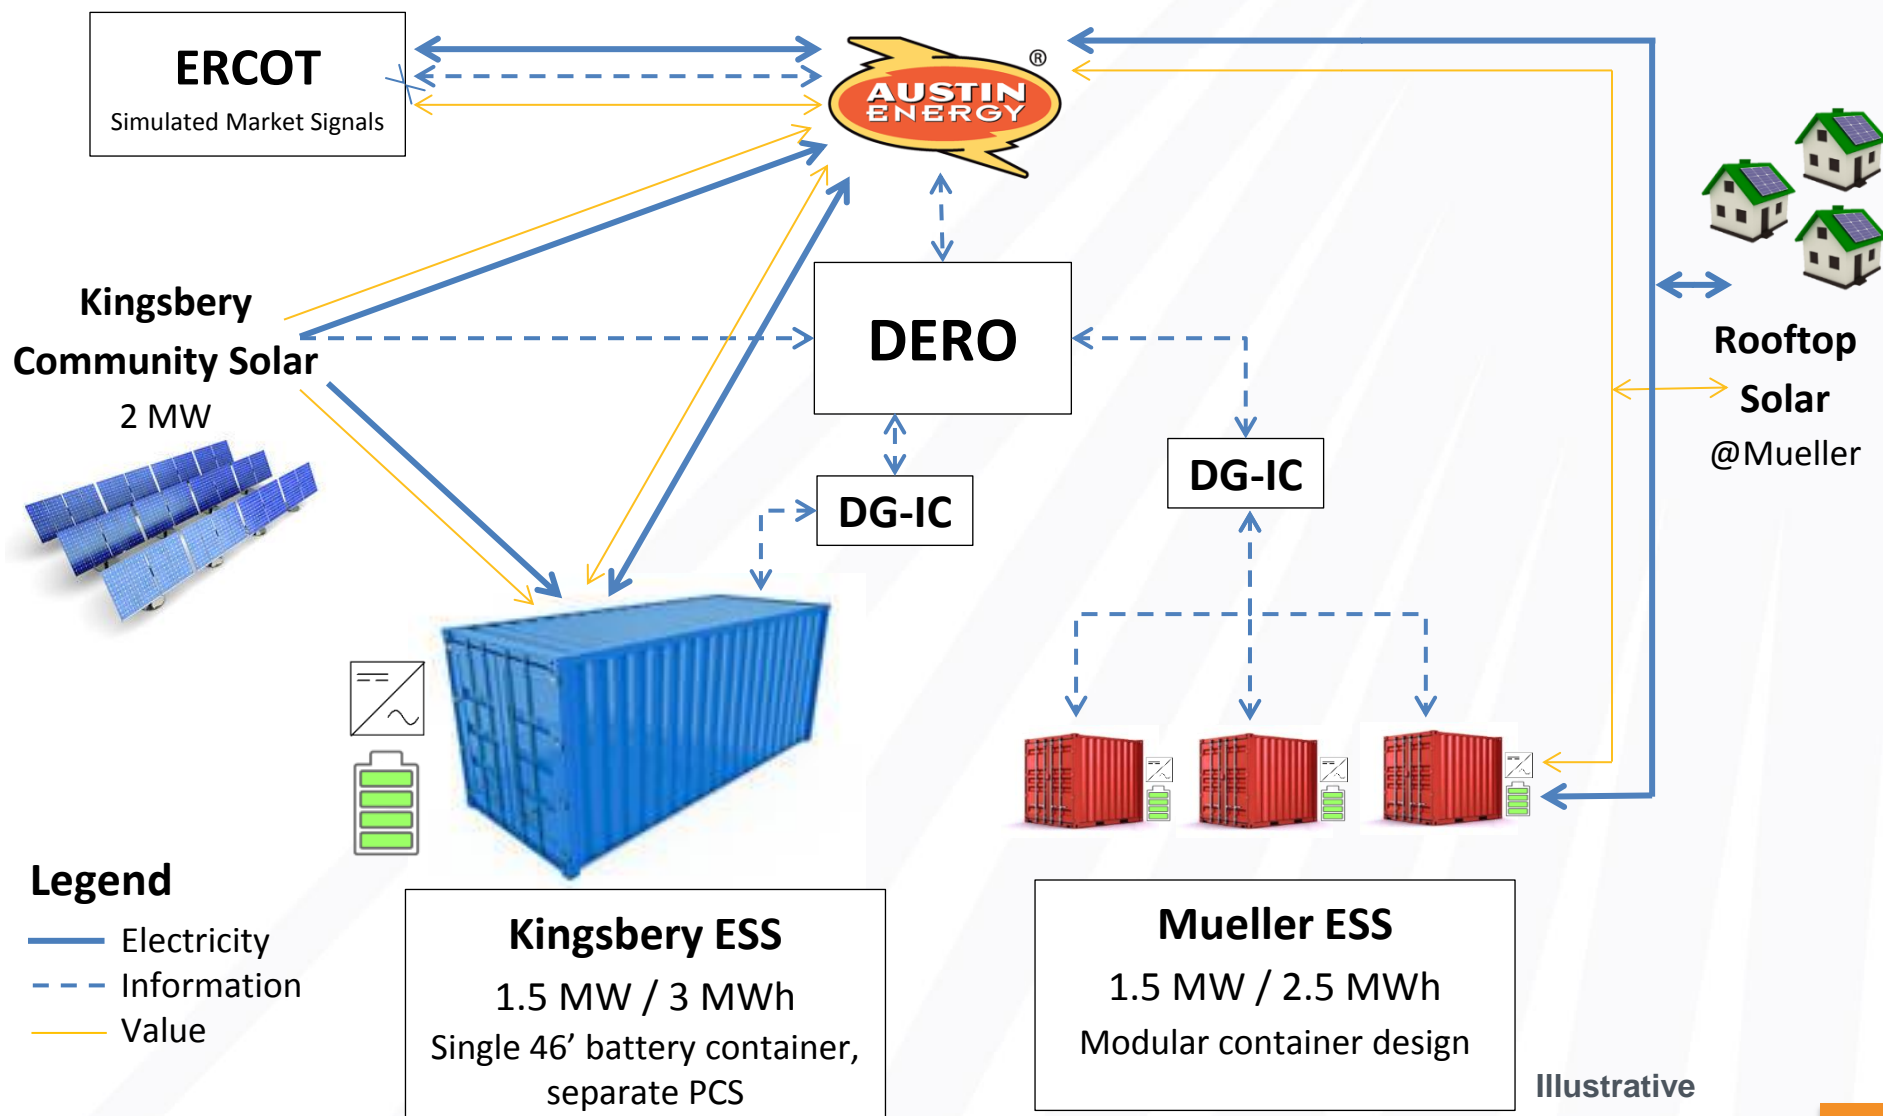 ERCOT
Simulated Market Signals
AUSTIN
ENERGY
®
Kingsbery
Community Solar
2 MW
DERO
DG-IC
DG-IC
Rooftop
Solar
@Mueller
Legend
Electricity
Information
Value
Kingsbery ESS
1.5 MW / 3 MWh
Single 46’ battery container,
separate PCS
Mueller ESS
1.5 MW / 2.5 MWh
Modular container design
Illustrative